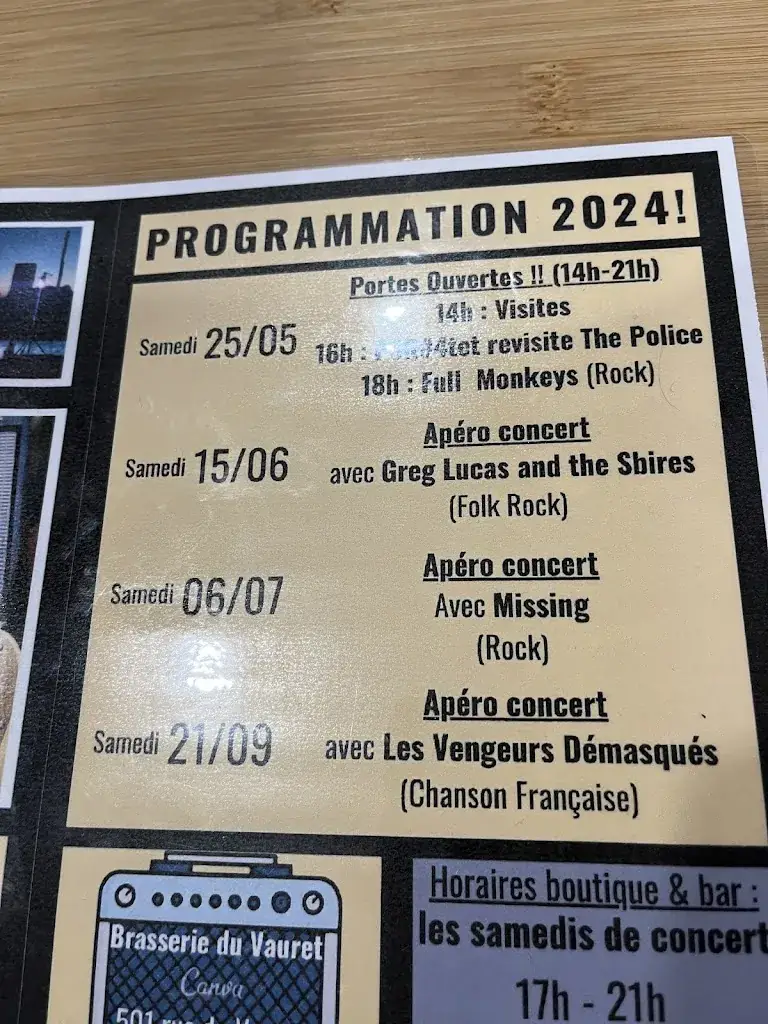 PROGRAMMATION 2024!
Portes Ouvertes !! (14h-21h)
14h : Visites
Samedi 25/05
16h : revisite The Police
18h : Full Monkeys (Rock)
Apéro concert
Samedi 15/06
avec Greg Lucas and the Sbires
(Folk Rock)
Apéro concert
Samedi 06/07
Avec Missing
(Rock)
Apéro concert
Samedi 21/09
avec Les Vengeurs Démasqués
(Chanson Française)
Brasserie du Vauret
Canva
501 rue
Horaires boutique & bar :
les samedis de concert
17h - 21h